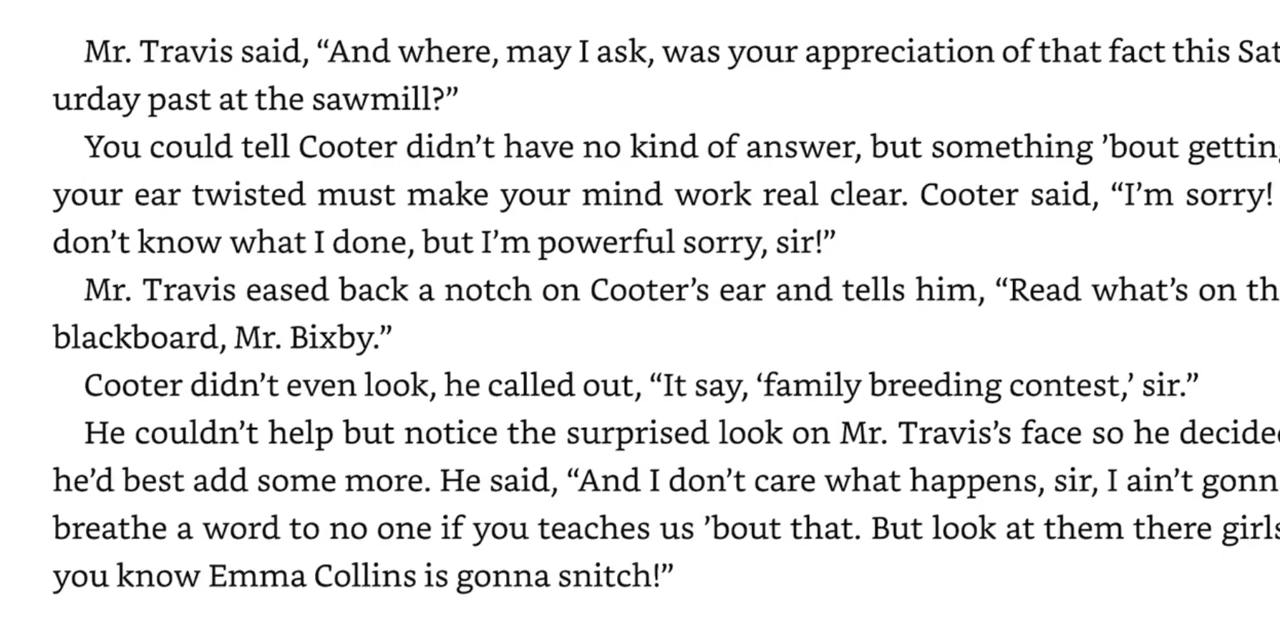 Mr. Travis said, “And where, may I ask, was your appreciation of that fact this Sat
urday past at the sawmill?”
You could tell Cooter didn’t have no kind of answer, but something ’bout getting
your ear twisted must make your mind work real clear. Cooter said, “I’m sorry!
don’t know what I done, but I’m powerful sorry, sir!”
Mr. Travis eased back a notch on Cooter’s ear and tells him, “Read what’s on th
blackboard, Mr. Bixby.”
Cooter didn’t even look, he called out, “It say, ‘family breeding contest,’ sir.”
He couldn’t help but notice the surprised look on Mr. Travis’s face so he decided
he’d best add some more. He said, “And I don’t care what happens, sir, I ain’t gonn
breathe a word to no one if you teaches us ’bout that. But look at them there girls
you know Emma Collins is gonna snitch!”